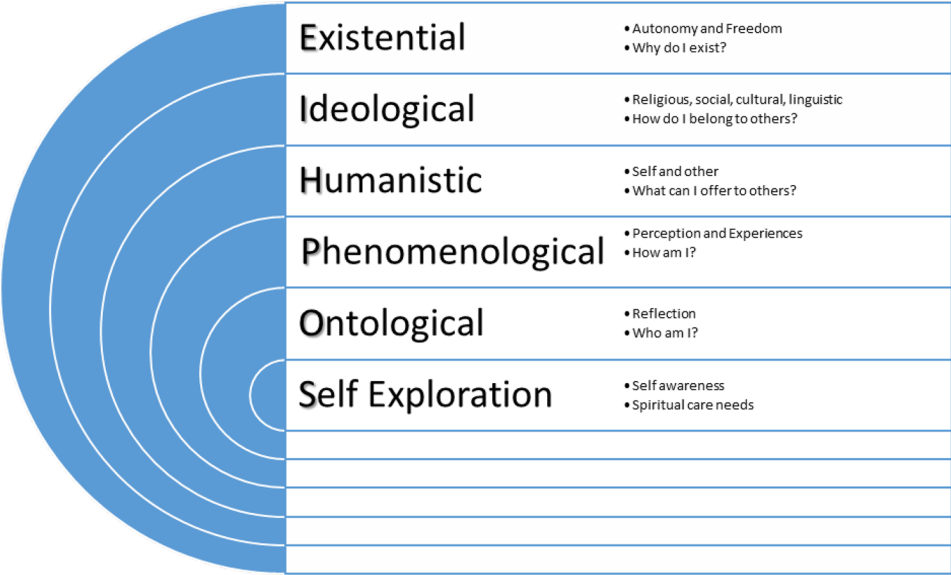 Existential
• Autonomy and Freedom
• Why do I exist?
Ideological
• Religious, social, cultural, linguistic
• How do I belong to others?
Humanistic
• Self and other
• What can I offer to others?
Phenomenological
• Perception and Experiences
• How am I?
Ontological
• Reflection
• Who am I?
Self Exploration
• Self awareness
• Spiritual care needs